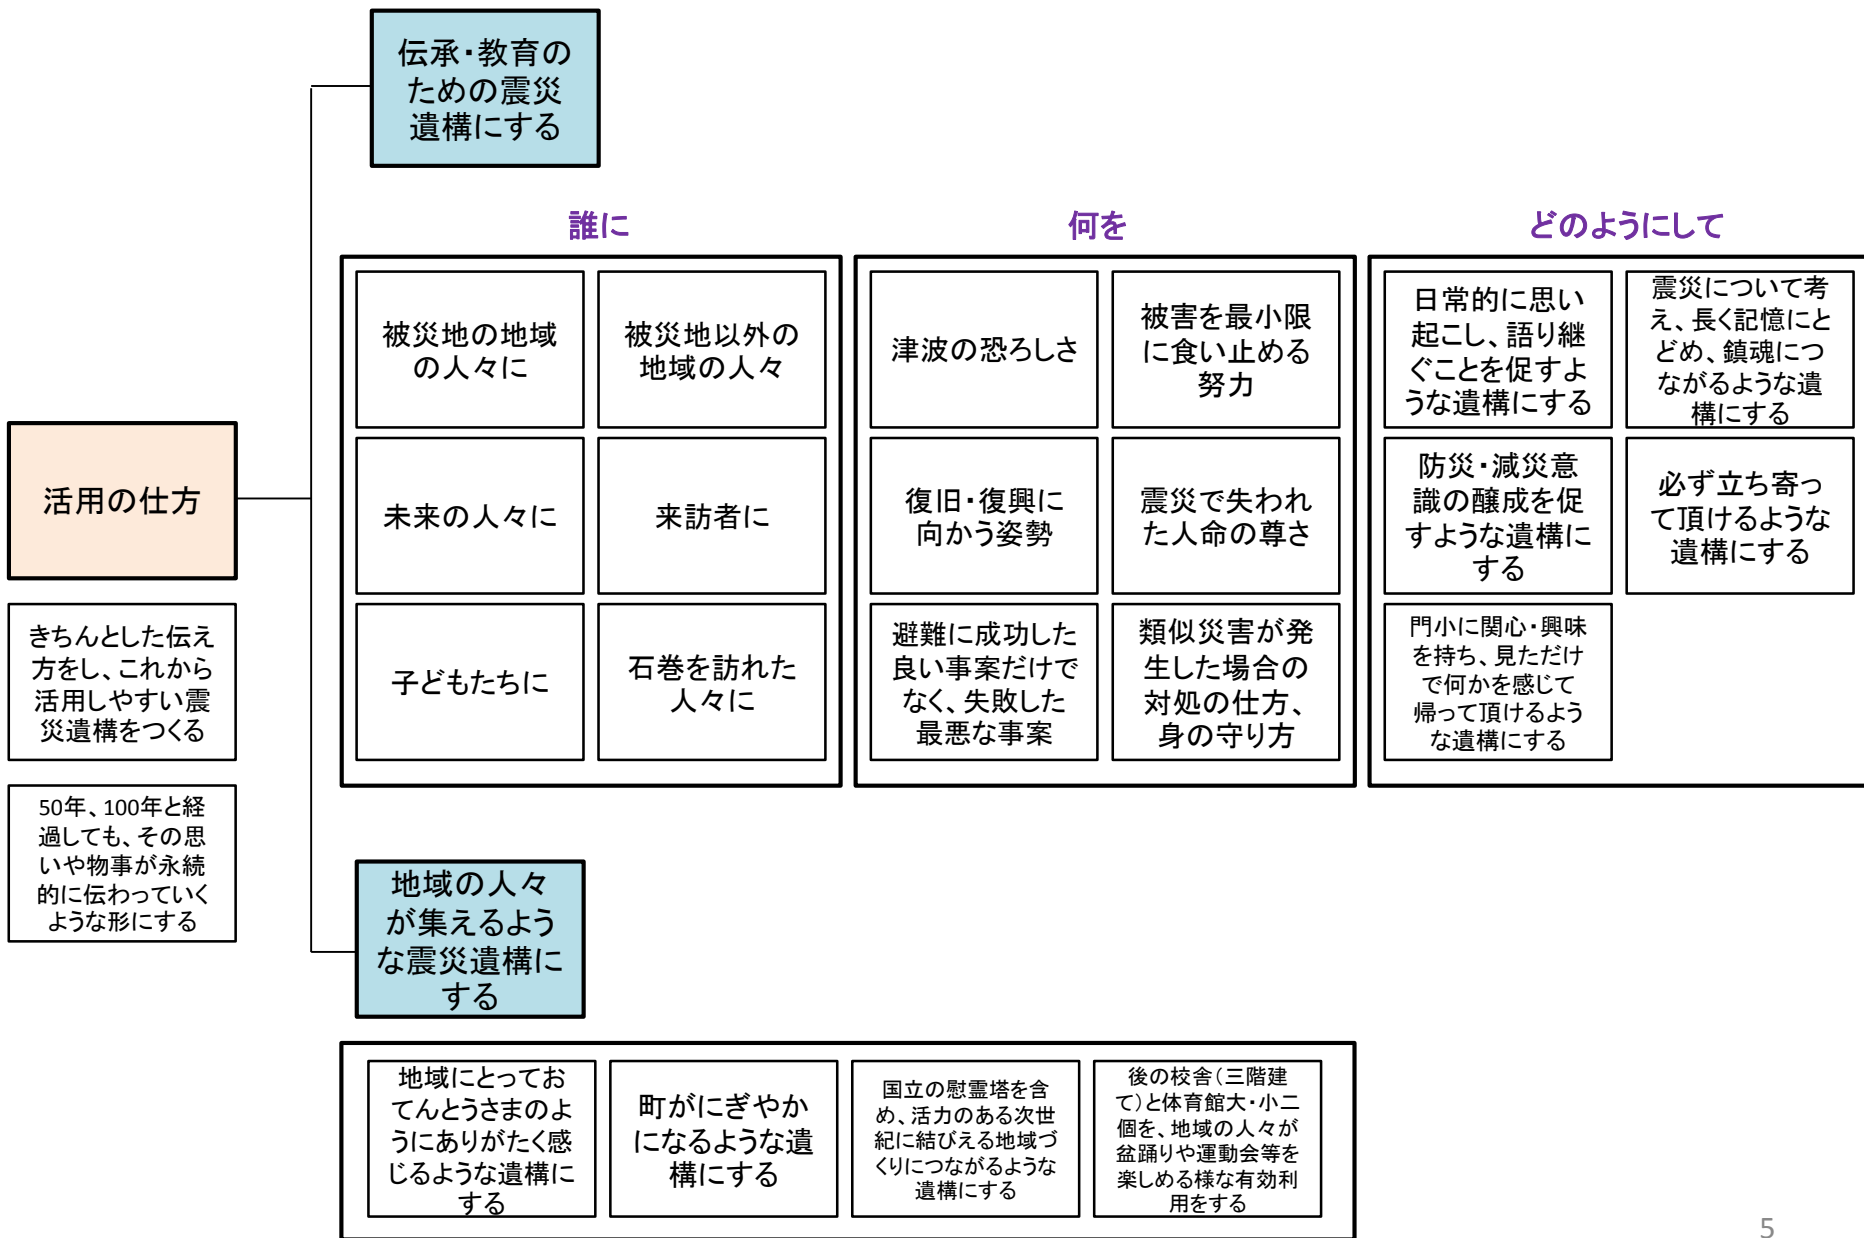 伝承・教育の
ための震災
遺構にする
誰に
何を
どのようにして
被災地の地域
の人々に
被災地以外の
地域の人々
未来の人々に
来訪者に
子どもたちに
石巻を訪れた
人々に
津波の恐ろしさ
被害を最小限
に食い止める
努力
復旧・復興に
向かう姿勢
震災で失われ
た人命の尊さ
避難に成功した
良い事案だけで
なく、失敗した
最悪な事案
類似災害が発
生した場合の
対処の仕方、
身の守り方
日常的に思い
起こし、語り継
ぐことを促すよ
うな遺構にする
震災について考
え、長く記憶にと
どめ、鎮魂につ
ながるような遺
構にする
防災・減災意
識の醸成を促
すような遺構に
する
必ず立ち寄っ
て頂けるような
遺構にする
門小に関心・興味
を持ち、見ただけ
で何かを感じて
帰って頂けるよう
な遺構にする
活用の仕方
きちんとした伝え
方をし、これから
活用しやすい震
災遺構をつくる
50年、100年と経
過しても、その思
いや物事が永続
的に伝わっていく
ような形にする
地域の人々
が集えるよう
な震災遺構に
する
地域にとってお
てんとうさまのよ
うにありがたく感
じるような遺構に
する
町がにぎやか
になるような遺
構にする
国立の慰霊塔を含
め、活力のある次世
紀に結びえる地域づ
くりにつながるような
遺構にする
後の校舎（三階建
て）と体育館大・小二
個を、地域の人々が
盆踊りや運動会等を
楽しめる様な有効利
用をする
5